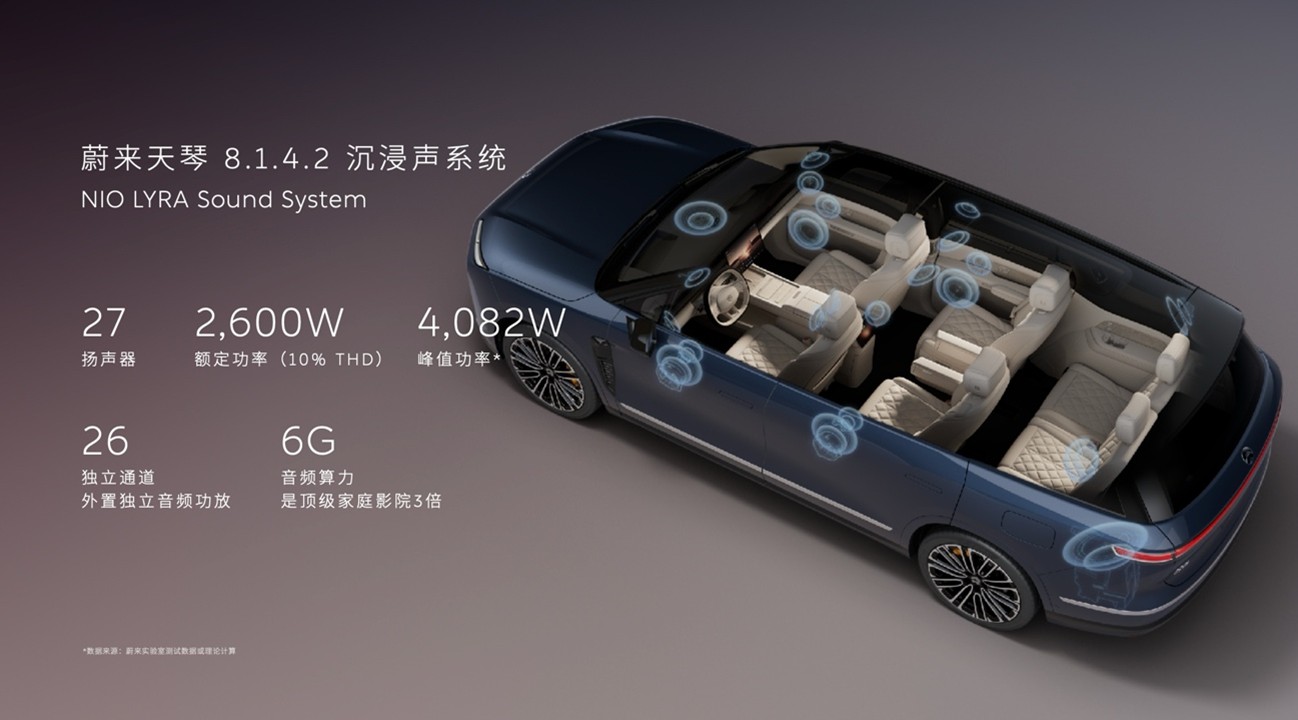 蔚来天琴 8.1.4.2 沉浸声系统
NIO LYRA Sound System
27
扬声器
2,600W
额定功率（10% THD）
4,082W
峰值功率*
26
独立通道
外置独立音频功放
6G
音频算力
是顶级家庭影院3倍
*数据来源：蔚来实验室测试数据或理论计算